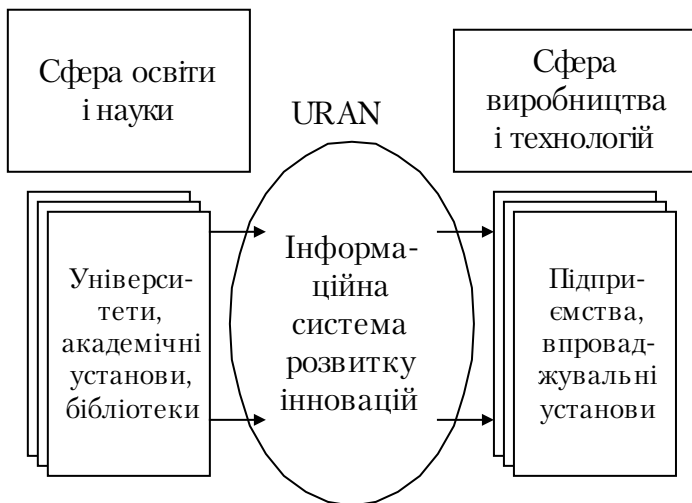 Сфера освіти
і науки
URAN
Сфера
виробництва
і технологій
Універси-
тети,
академічні
установи,
бібліотеки
Інформа-
ційна
система
розвитку
інновацій
Підпри-
ємства,
впровад-
жувальні
установи